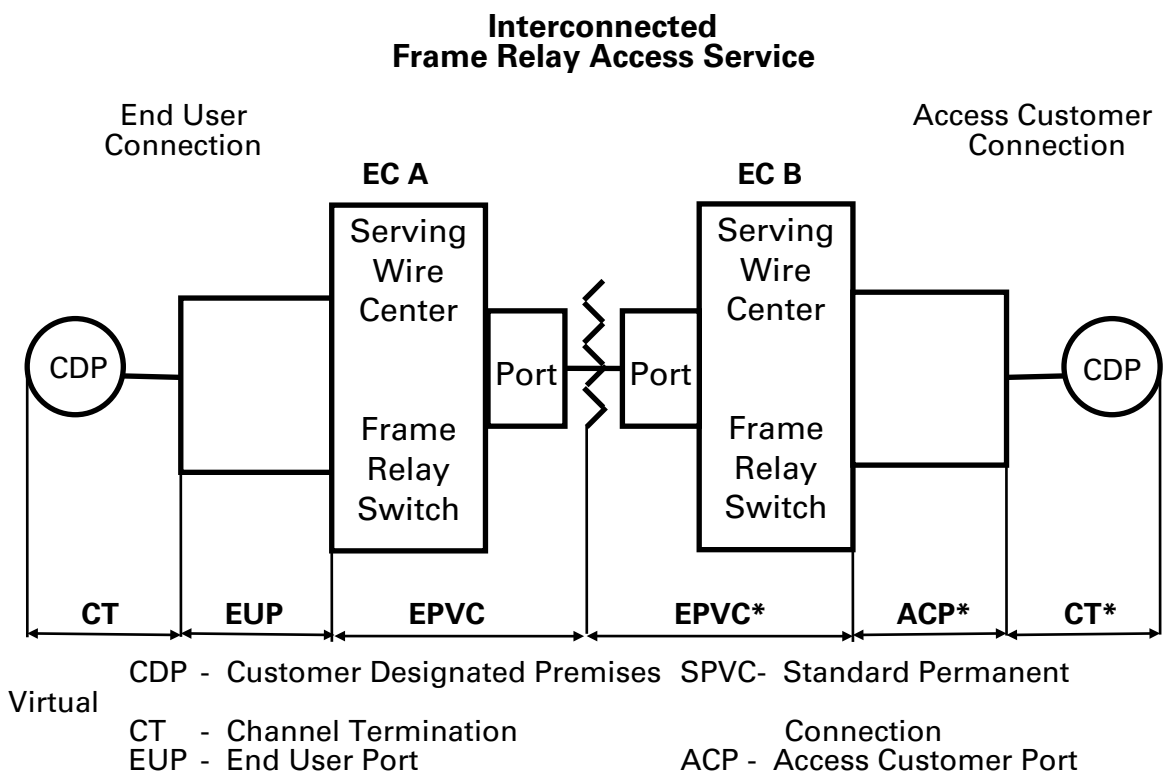 Interconnected
Frame Relay Access Service
End User
Connection
Access Customer
Connection
EC A
EC B
Serving
Wire
Center
Frame
Relay
Switch
Serving
Wire
Center
Frame
Relay
Switch
CDP
Port
Port
CDP
CT EUP EPVC EPVC* ACP* CT*
CDP - Customer Designated Premises SPVC- Standard Permanent
Virtual
CT - Channel Termination Connection
EUP - End User Port ACP - Access Customer Port